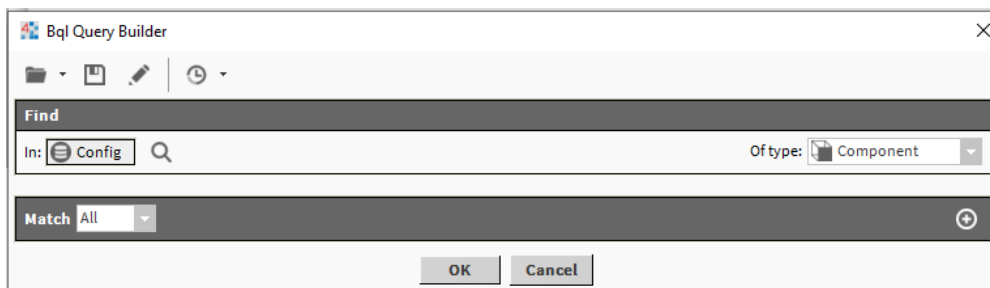 Bql Query Builder
Find
In: Config Of type: Component
Match All
OK Cancel